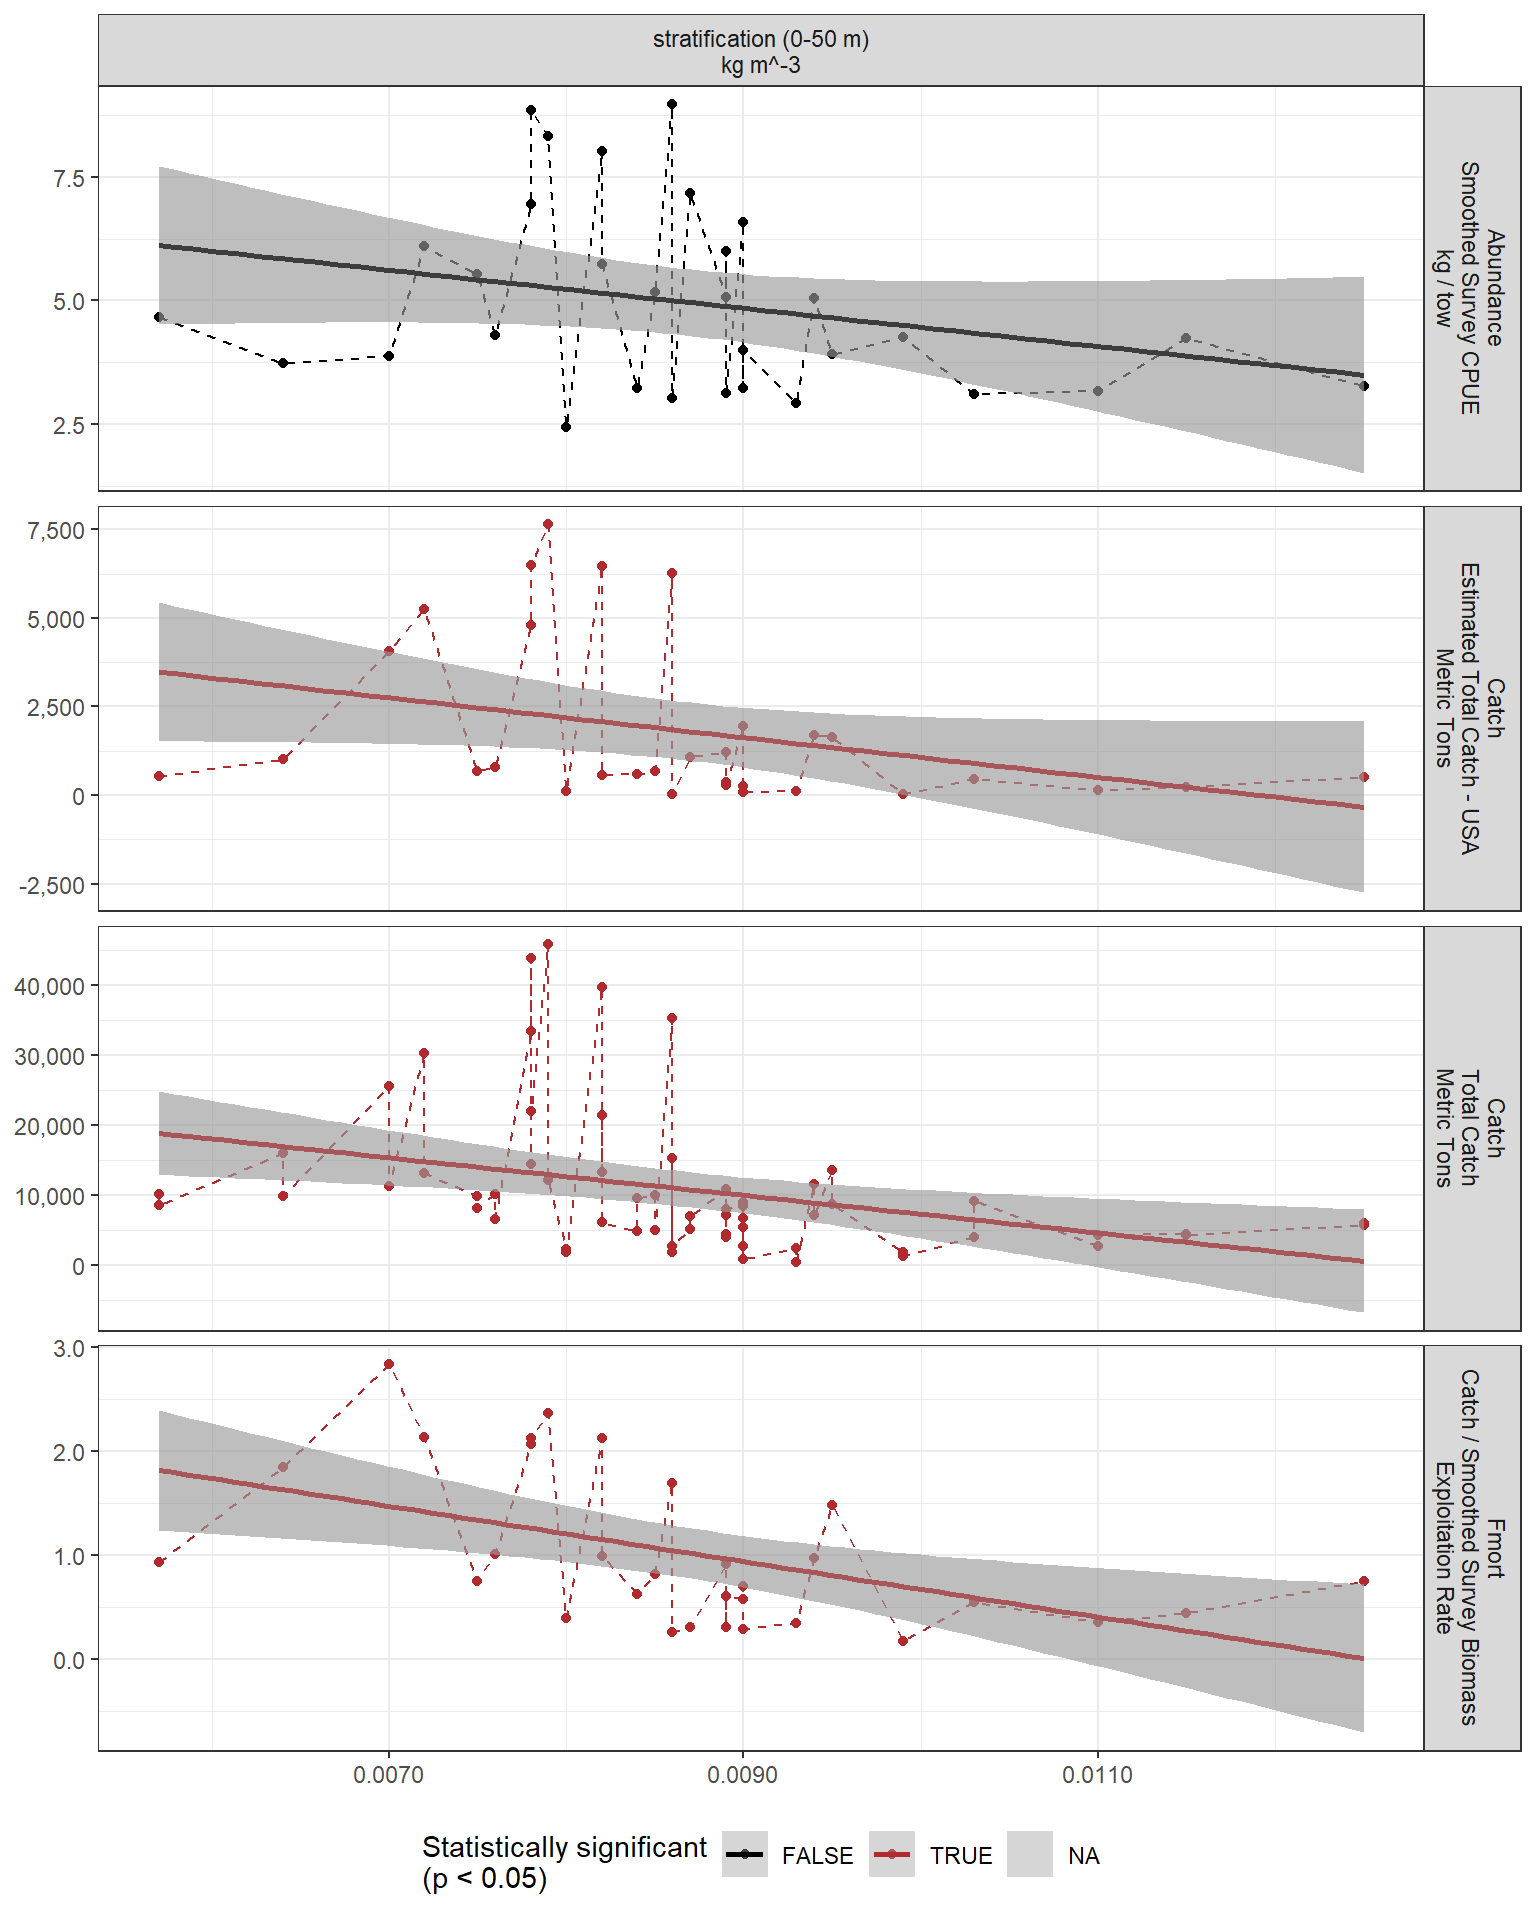 stratification (0-50 m)
kg m^-3
7.5
5.0
2.5
Abundance
Smoothed Survey CPUE
kg / tow
7,500
5,000
2,500
0
-2,500
Catch
Estimated Total Catch - USA
Metric Tons
40,000
30,000
20,000
10,000
0
Catch
Total Catch
Metric Tons
3.0
2.0
1.0
0.0
Fmort
Catch / Smoothed Survey Biomass
Exploitation Rate
0.0070
0.0090
0.0110
Statistically significant
(p < 0.05)
FALSE
TRUE
NA